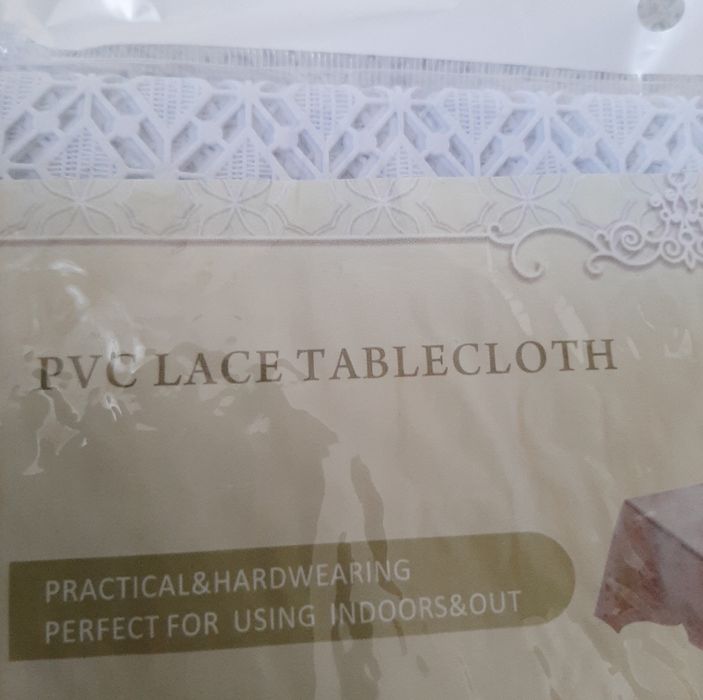 PVC LACE TABLECLOTH
PRACTICAL&HARDWEARING
PERFECT FOR USING INDOORS&OUT